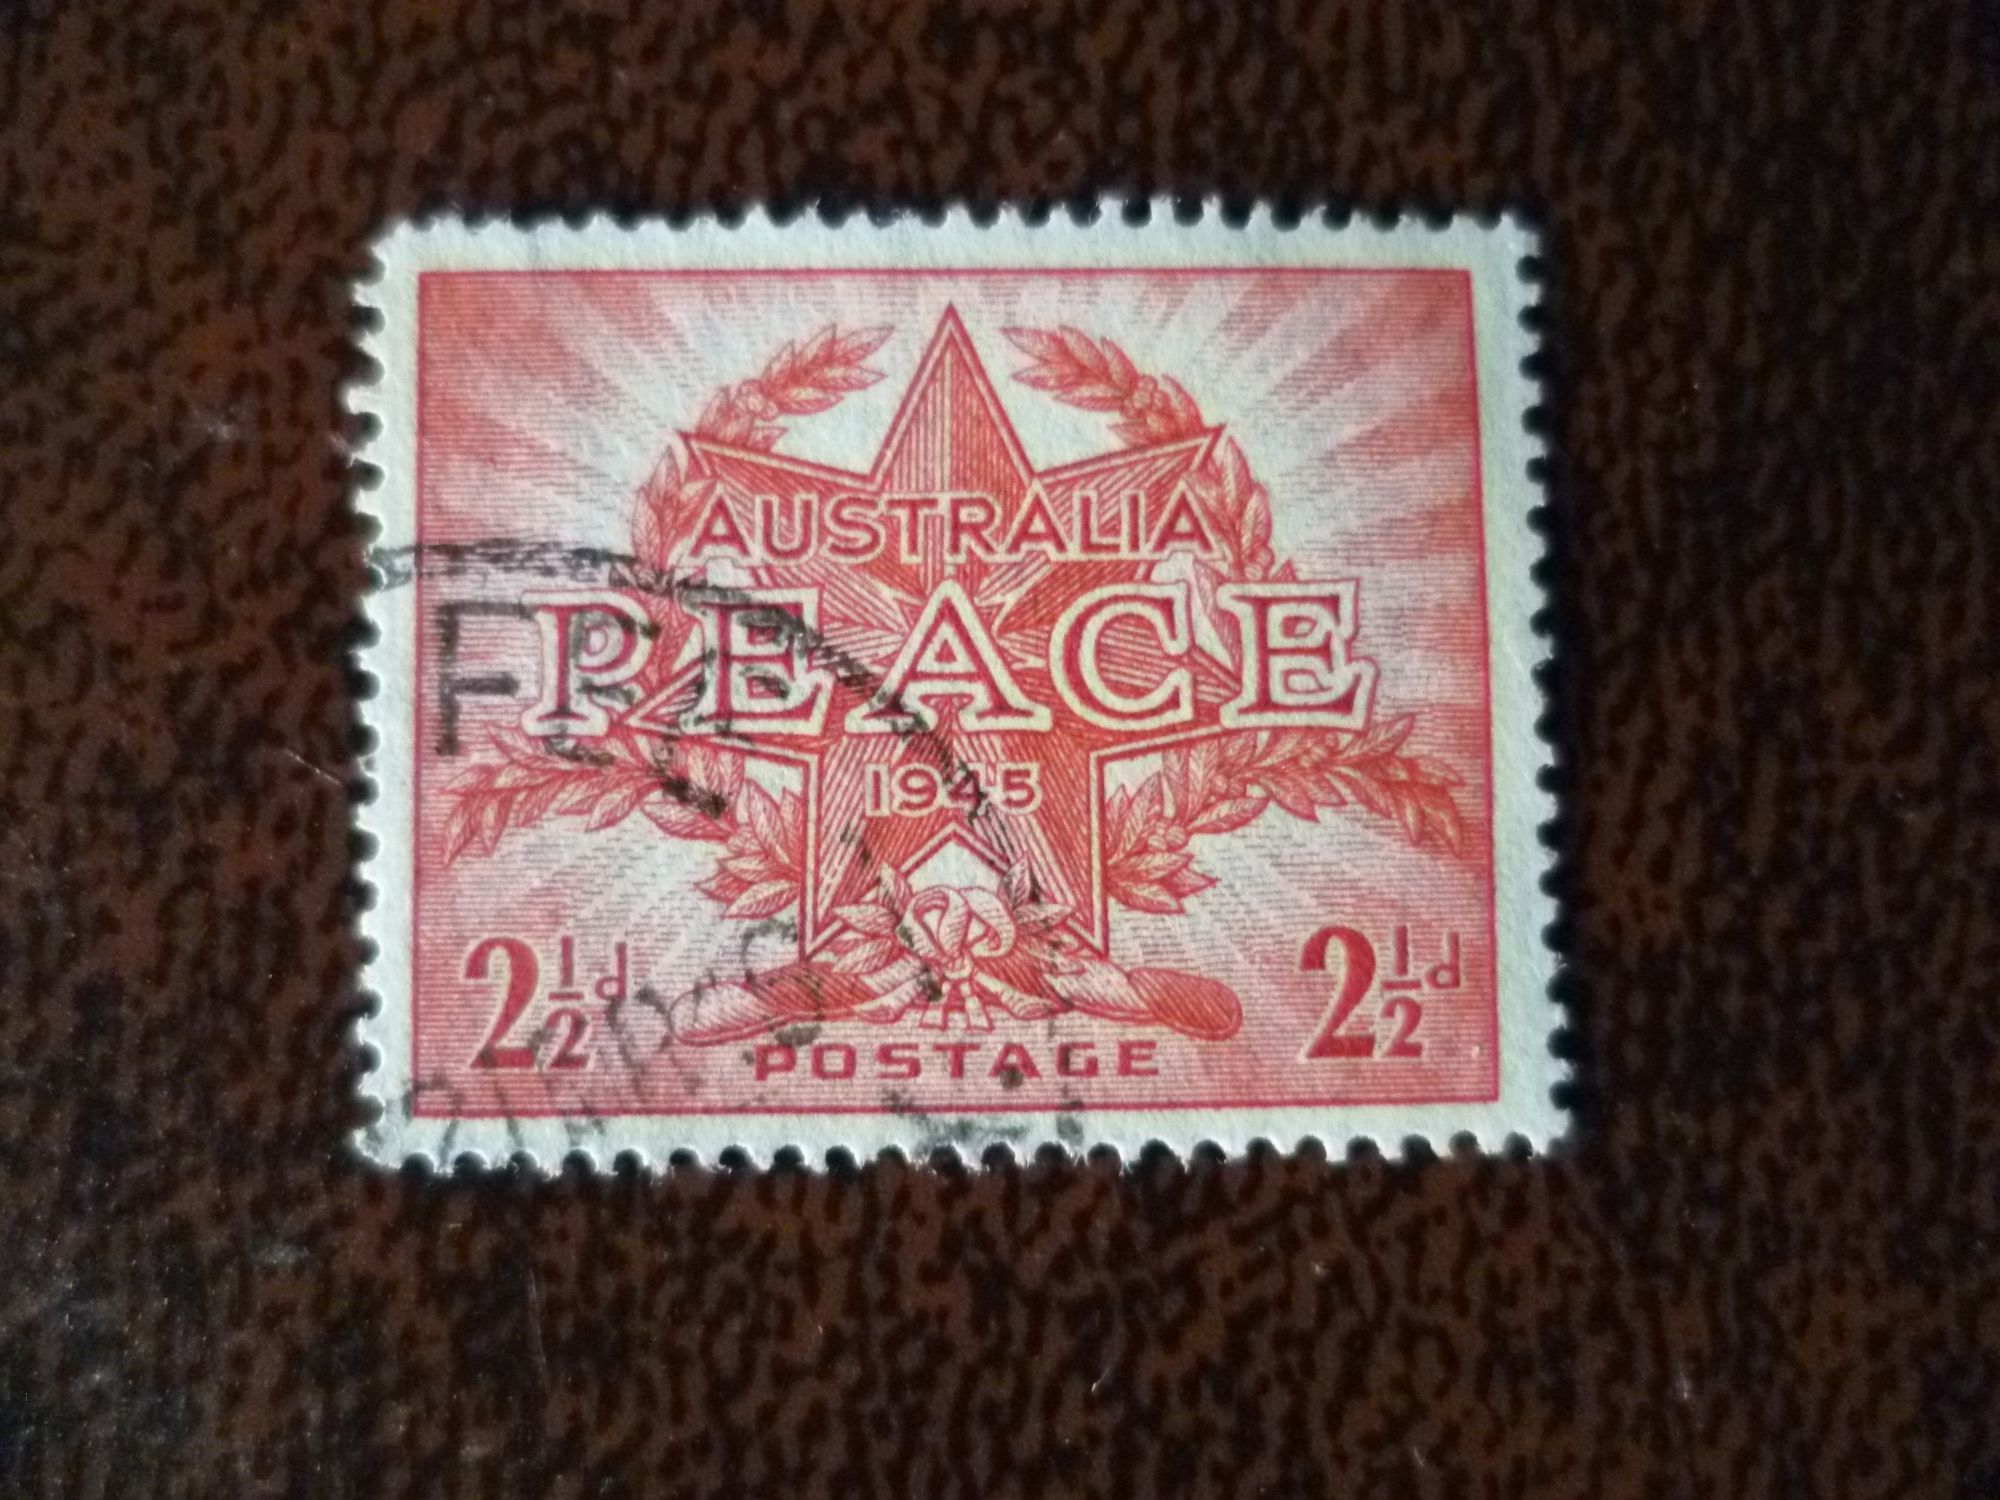 AUSTRALIA
PEACE
1945
2½d 2½d
POSTAGE